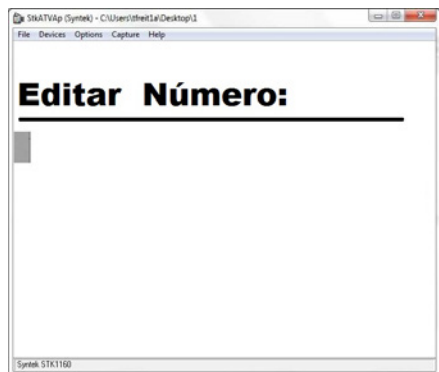 StkATVAp (Syntek) - C:\Users\tfreit1a\Desktop\1
File Devices Options Capture Help
Editar Número:
Syntek STK1160